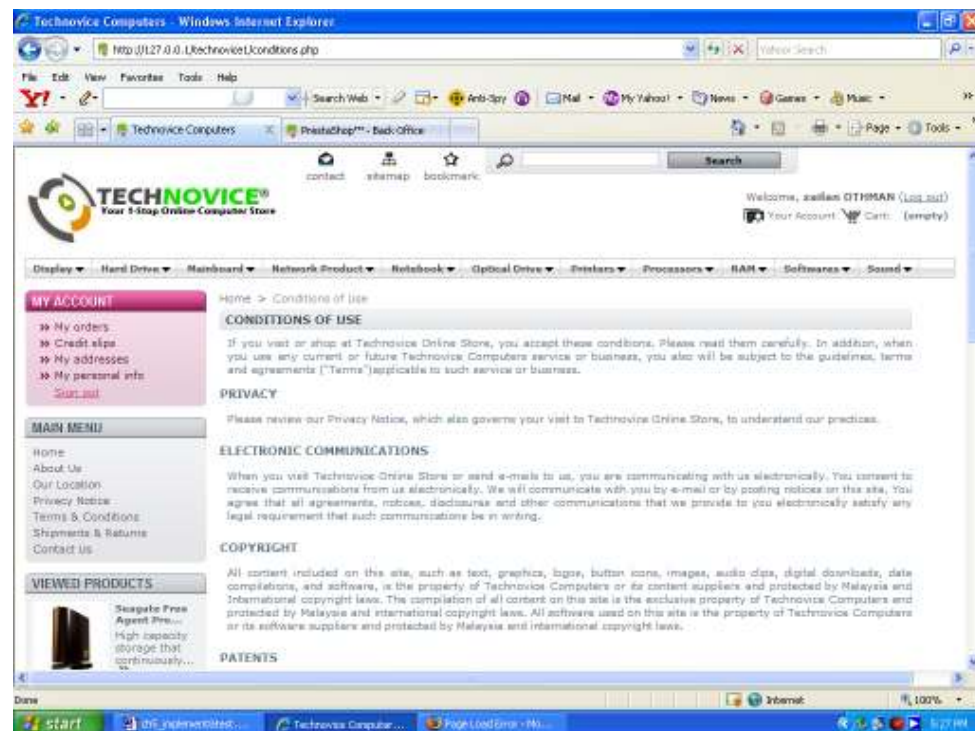 Technovice Computers - Windows Internet Explorer
http://127.0.0.1/technovice1/conditions.php
Yahoo! Search
File Edit View Favorites Tools Help
Y! Search Web Anti-Spy Mail My Yahoo! News Games Music
Technovice Computers PrestaShop™ - Back Office Page Tools
contact sitemap bookmark Search
TECHNOVICE®
Your 1-Stop Online Computer Store
Welcome, zailan OTHMAN (Log out)
Your Account Cart: (empty)
Display Hard Drive Mainboard Network Product Notebook Optical Drive Printers Processors RAM Softwares Sound
MY ACCOUNT
My orders
Credit slips
My addresses
My personal info
Sign out
MAIN MENU
Home
About Us
Our Location
Privacy Notice
Terms & Conditions
Shipments & Returns
Contact Us
VIEWED PRODUCTS
Seagate Free
Agent Pro...
High capacity
storage that
continuously...
Home > Conditions of Use
CONDITIONS OF USE
If you visit or shop at Technovice Online Store, you accept these conditions. Please read them carefully. In addition, when
you use any current or future Technovice Computers service or business, you also will be subject to the guidelines, terms
and agreements ("Terms")applicable to such service or business.
PRIVACY
Please review our Privacy Notice, which also governs your visit to Technovice Online Store, to understand our practices.
ELECTRONIC COMMUNICATIONS
When you visit Technovice Online Store or send e-mails to us, you are communicating with us electronically. You consent to
receive communications from us electronically. We will communicate with you by e-mail or by posting notices on this site, You
agree that all agreements, notices, disclosures and other communications that we provide to you electronically satisfy any
legal requirement that such communications be in writing.
COPYRIGHT
All content included on this site, such as text, graphics, logos, button icons, images, audio clips, digital downloads, data
compilations, and software, is the property of Technovice Computers or its content suppliers and protected by Malaysia and
International copyright laws. The compilation of all content on this site is the exclusive property of Technovice Computers and
protected by Malaysia and international copyright laws. All software used on this site is the property of Technovice Computers
or its software suppliers and protected by Malaysia and international copyright laws.
PATENTS
Done Internet 100%
start Technovice Computer... Page Load Error - Mo...